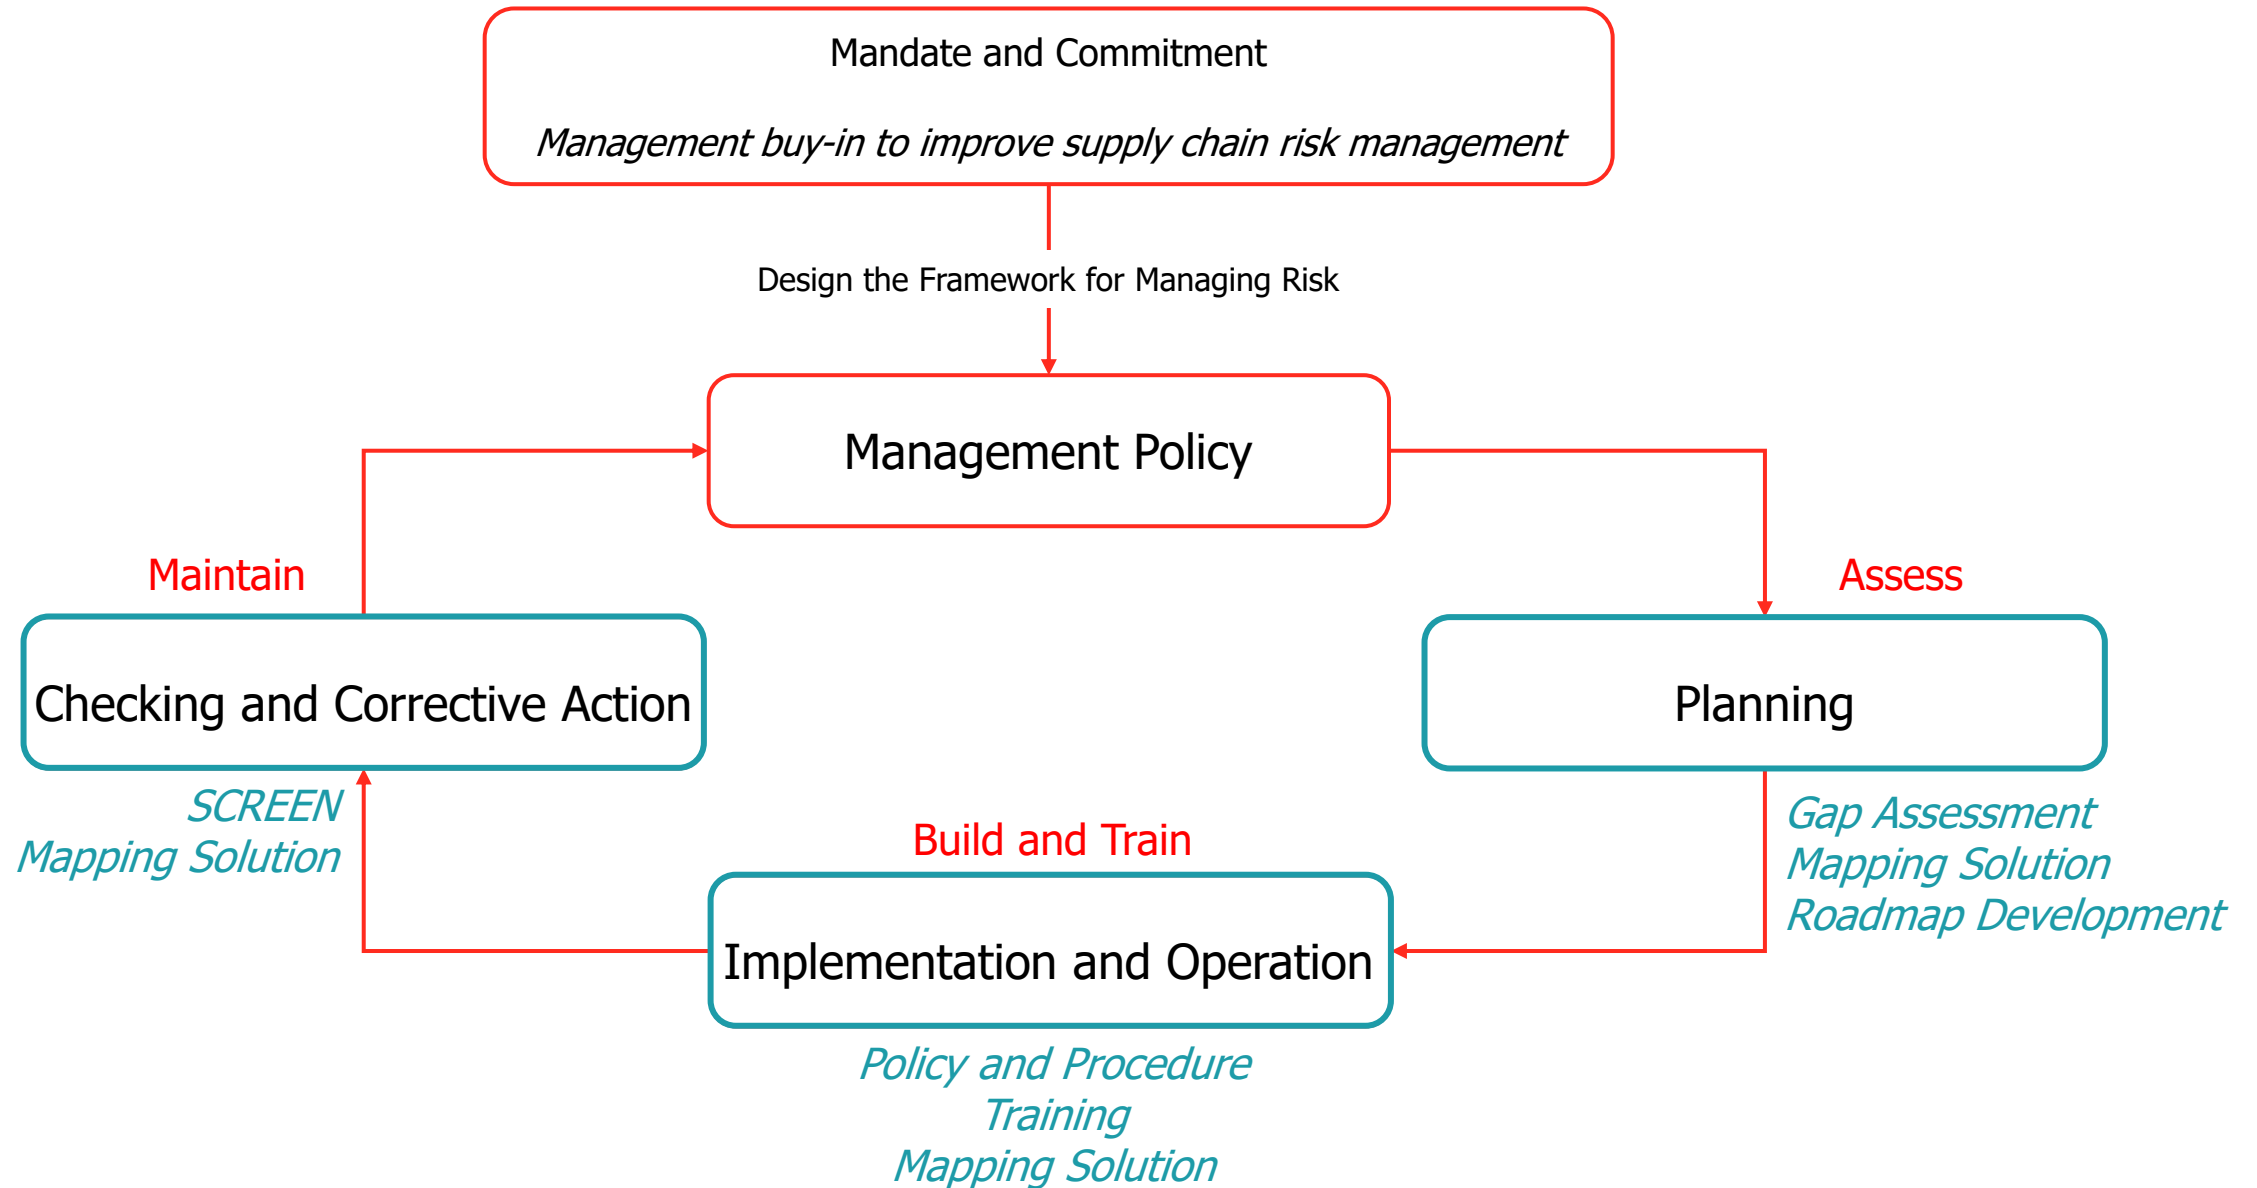 Mandate and Commitment
Management buy-in to improve supply chain risk management
Design the Framework for Managing Risk
Management Policy
Maintain
Assess
Checking and Corrective Action
Planning
SCREEN
Mapping Solution
Gap Assessment
Mapping Solution
Roadmap Development
Build and Train
Implementation and Operation
Policy and Procedure
Training
Mapping Solution